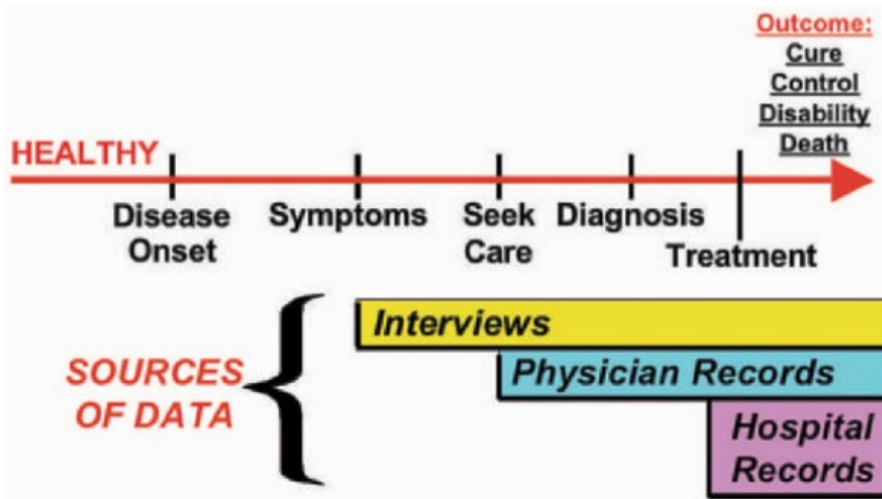 Outcome:
Cure
Control
Disability
Death
HEALTHY
Disease
Onset
Symptoms
Seek
Care
Diagnosis
Treatment
SOURCES
OF DATA
Interviews
Physician Records
Hospital
Records